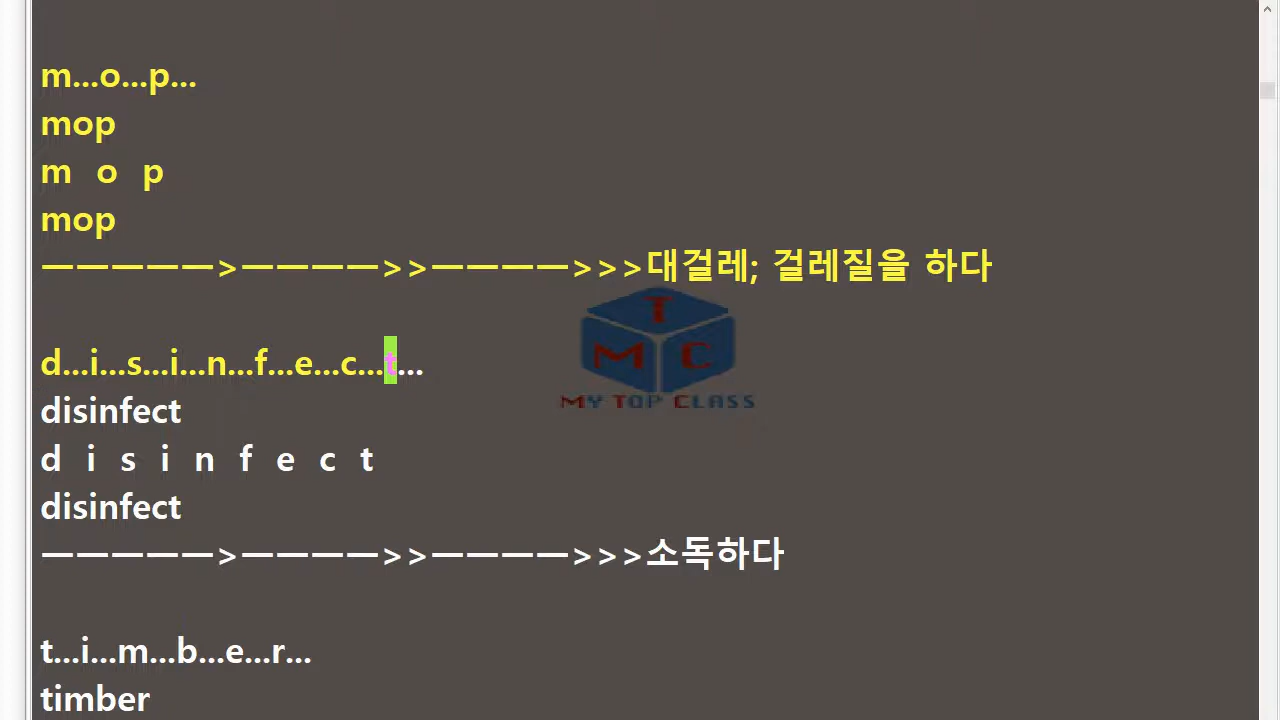 m...o...p...
mop
m o p
mop
—————>————>>————>>>대걸레; 걸레질을 하다
T
M C
MY TOP CLASS
d...i...s...i...n...f...e...c...t...
disinfect
d i s i n f e c t
disinfect
—————>————>>————>>>소독하다
t...i...m...b...e...r...
timber